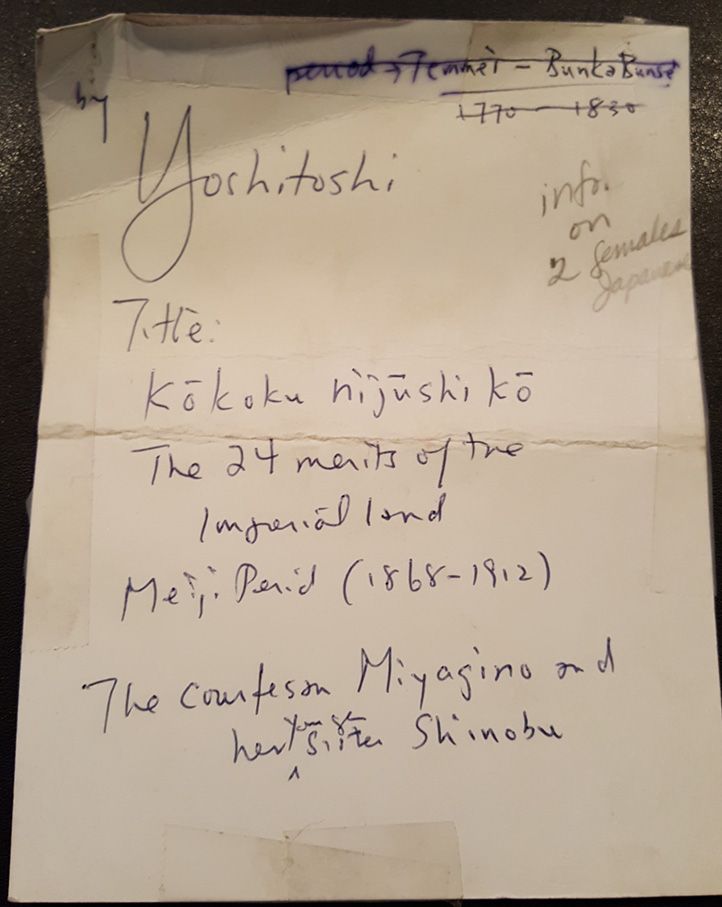 period → Temmei - Bunka Bunse
1770 - 1830
by
Yoshitoshi
info.
on
2 females
Japanese
Title:
Kōkoku nijūshi kō
The 24 merits of the
Imperial land
Meiji Period (1868-1912)
The courtesan Miyagino and
her younger sister Shinobu